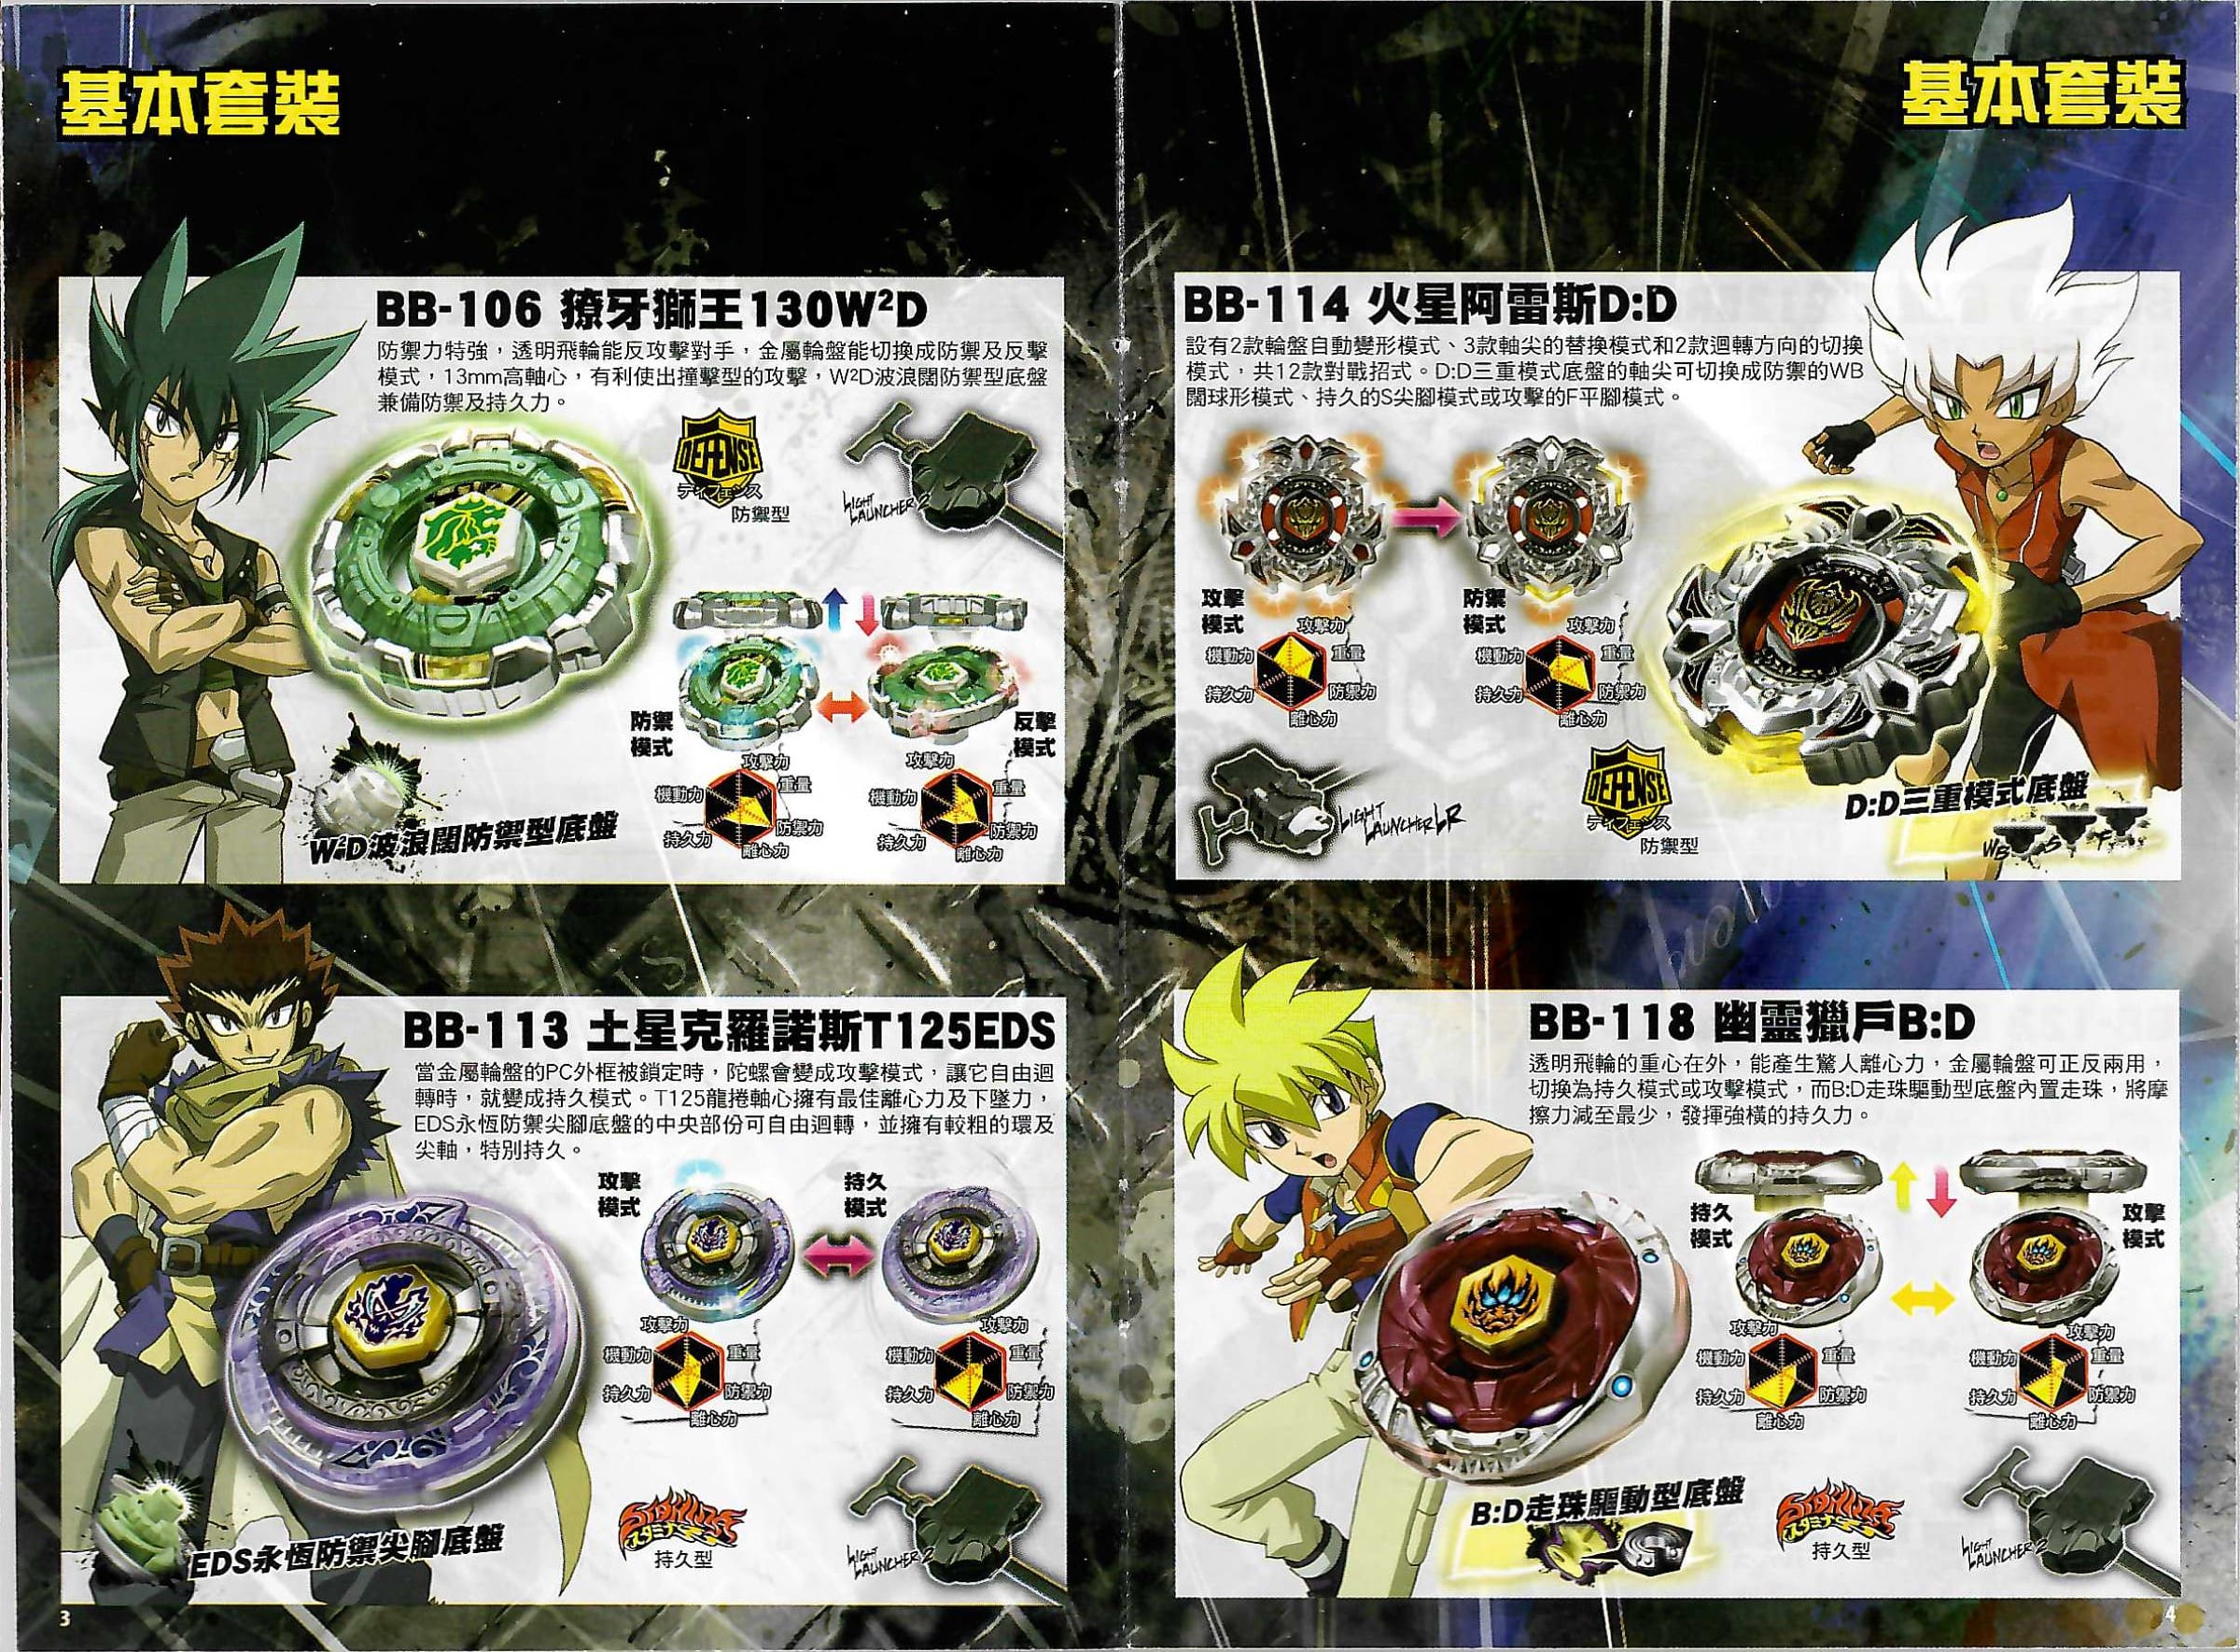 基本套裝
BB-106 獠牙獅王130W²D
防禦力特強，透明飛輪能反攻擊對手，金屬輪盤能切換成防禦及反擊
模式，13mm高軸心，有利使出撞擊型的攻擊，W²D波浪闊防禦型底盤
兼備防禦及持久力。
DEFENSE
ディフェンス
防禦型
LIGHT
LAUNCHER 2
防禦
模式
反擊
模式
攻擊力
重量
防禦力
離心力
持久力
機動力
攻擊力
重量
防禦力
離心力
持久力
機動力
W²D波浪闊防禦型底盤
BB-113 土星克羅諾斯T125EDS
當金屬輪盤的PC外框被鎖定時，陀螺會變成攻擊模式，讓它自由迴
轉時，就變成持久模式。T125龍捲軸心擁有最佳離心力及下墜力，
EDS永恆防禦尖腳底盤的中央部份可自由迴轉，並擁有較粗的環及
尖軸，特別持久。
攻擊
模式
持久
模式
攻擊力
重量
防禦力
離心力
持久力
機動力
攻擊力
重量
防禦力
離心力
持久力
機動力
EDS永恆防禦尖腳底盤
STAMINA
スタミナ
持久型
LIGHT
LAUNCHER 2
3
基本套裝
BB-114 火星阿雷斯D:D
設有2款輪盤自動變形模式、3款軸尖的替換模式和2款迴轉方向的切換
模式，共12款對戰招式。D:D三重模式底盤的軸尖可切換成防禦的WB
闊球形模式、持久的S尖腳模式或攻擊的F平腳模式。
攻擊
模式
防禦
模式
攻擊力
重量
防禦力
離心力
持久力
機動力
攻擊力
重量
防禦力
離心力
持久力
機動力
LIGHT
LAUNCHER LR
DEFENSE
ディフェンス
防禦型
D:D三重模式底盤
WB
S
F
BB-118 幽靈獵戶B:D
透明飛輪的重心在外，能產生驚人離心力，金屬輪盤可正反兩用，
切換為持久模式或攻擊模式，而B:D走珠驅動型底盤內置走珠，將摩
擦力減至最少，發揮強橫的持久力。
持久
模式
攻擊
模式
攻擊力
重量
防禦力
離心力
持久力
機動力
攻擊力
重量
防禦力
離心力
持久力
機動力
B:D走珠驅動型底盤
STAMINA
スタミナ
持久型
LIGHT
LAUNCHER 2
4